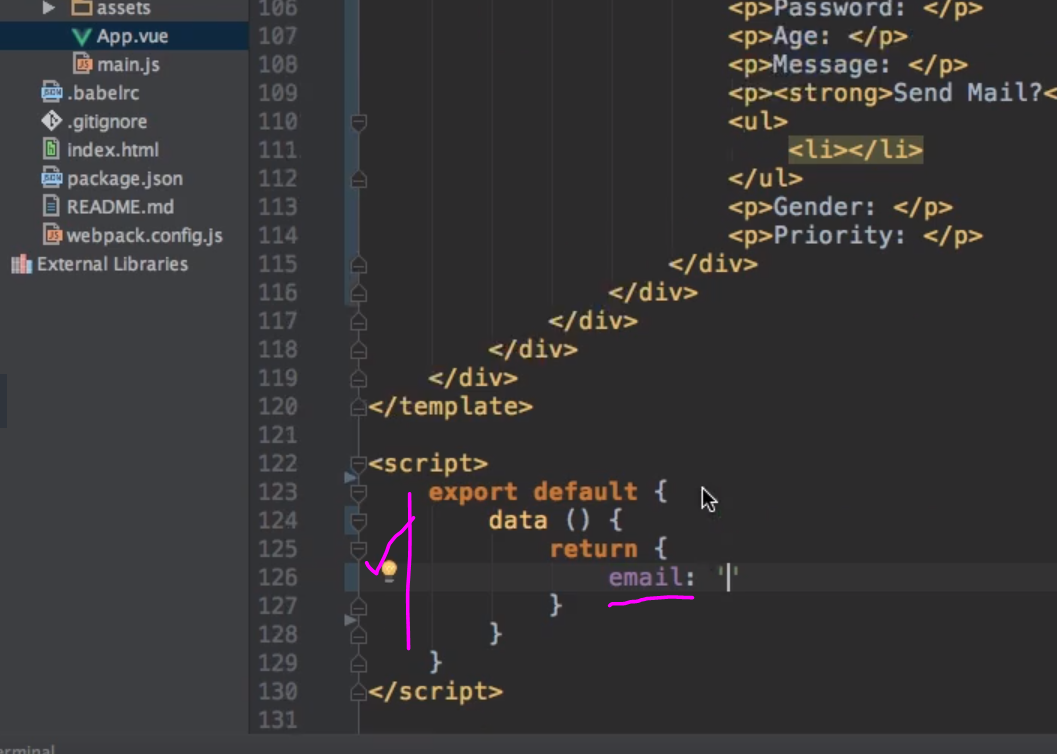 assets
App.vue
main.js
.babelrc
.gitignore
index.html
package.json
README.md
webpack.config.js
External Libraries
106 <p>Password: </p>
107 <p>Age: </p>
108 <p>Message: </p>
109 <p><strong>Send Mail?<
110 <ul>
111 <li></li>
112 </ul>
113 <p>Gender: </p>
114 <p>Priority: </p>
115 </div>
116 </div>
117 </div>
118 </div>
119 </div>
120 </template>
121
122 <script>
123 export default {
124 data () {
125 return {
126 email: ''
127 }
128 }
129 }
130 </script>
131